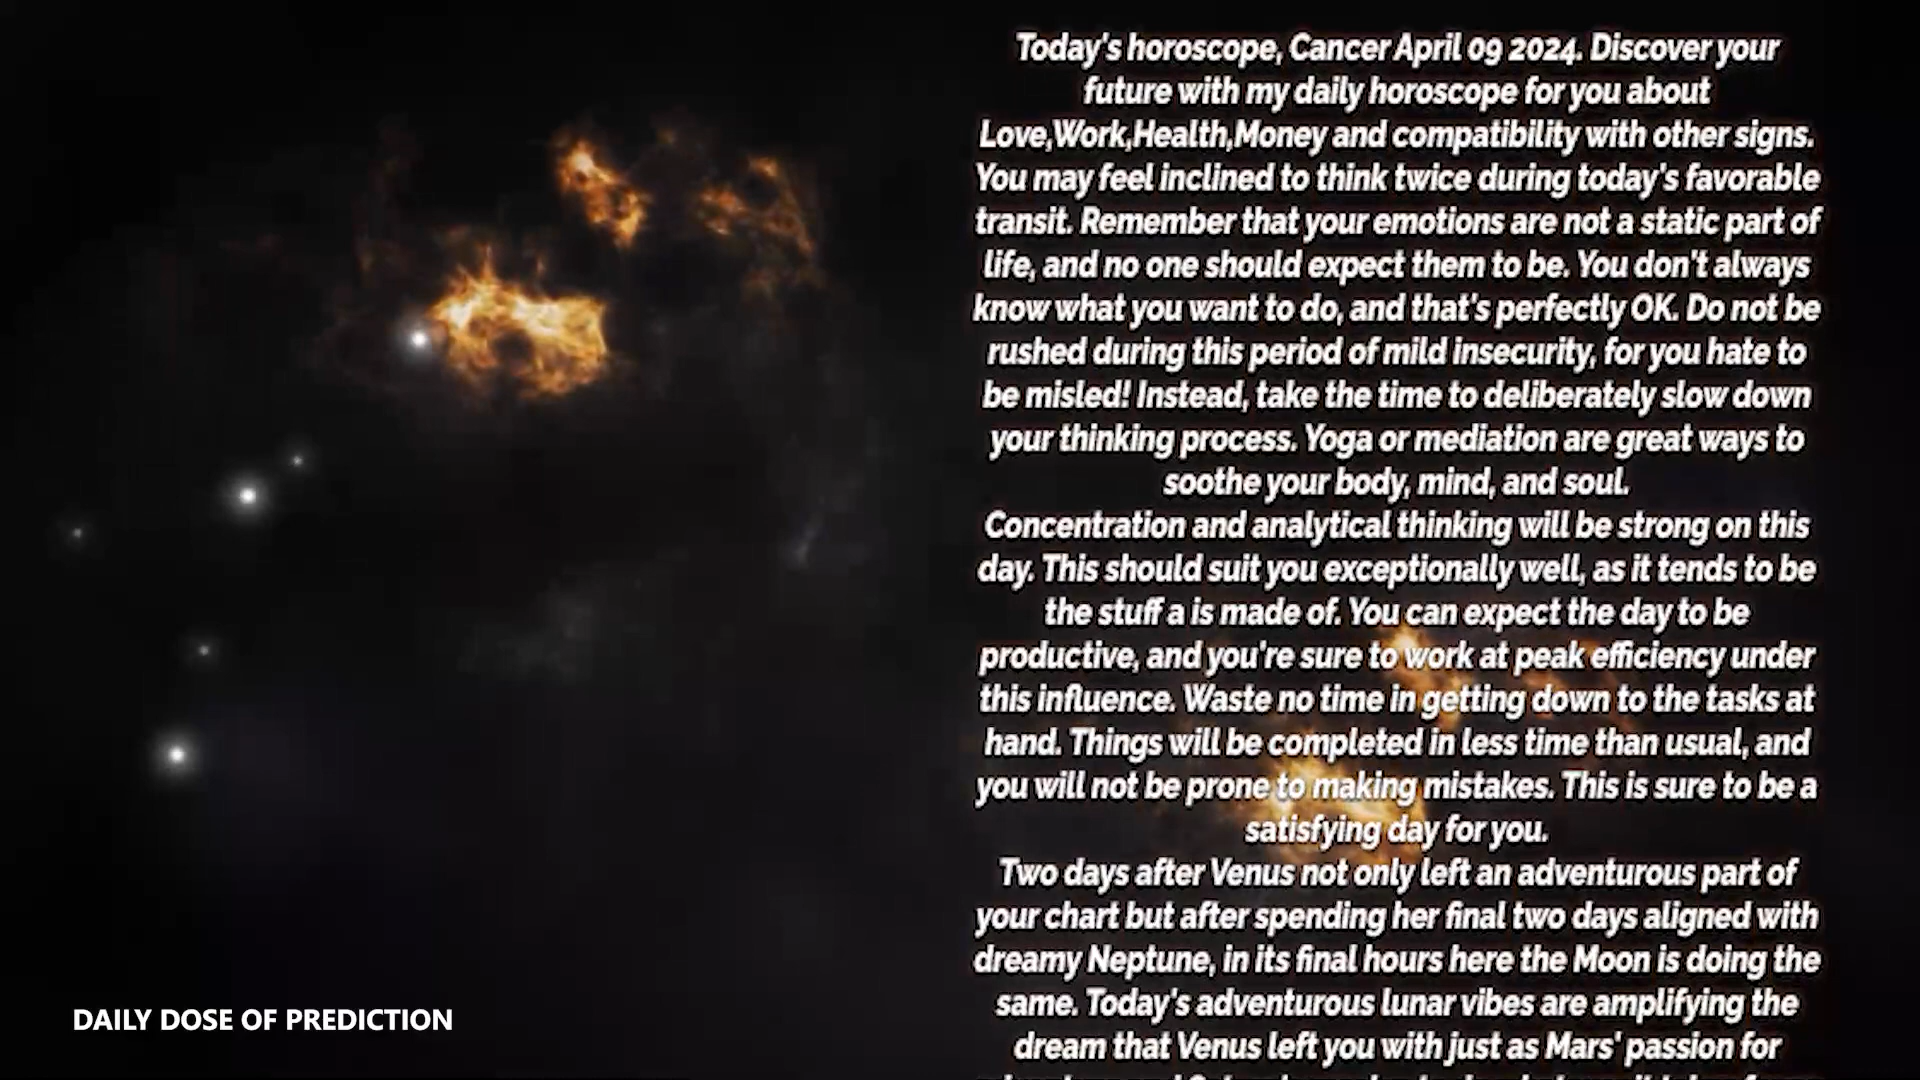 Today's horoscope, Cancer April 09 2024. Discover your
future with my daily horoscope for you about
Love,Work,Health,Money and compatibility with other signs.
You may feel inclined to think twice during today's favorable
transit. Remember that your emotions are not a static part of
life, and no one should expect them to be. You don't always
know what you want to do, and that's perfectly OK. Do not be
rushed during this period of mild insecurity, for you hate to
be misled! Instead, take the time to deliberately slow down
your thinking process. Yoga or mediation are great ways to
soothe your body, mind, and soul.
Concentration and analytical thinking will be strong on this
day. This should suit you exceptionally well, as it tends to be
the stuff a is made of. You can expect the day to be
productive, and you're sure to work at peak efficiency under
this influence. Waste no time in getting down to the tasks at
hand. Things will be completed in less time than usual, and
you will not be prone to making mistakes. This is sure to be a
satisfying day for you.
Two days after Venus not only left an adventurous part of
your chart but after spending her final two days aligned with
dreamy Neptune, in its final hours here the Moon is doing the
same. Today's adventurous lunar vibes are amplifying the
dream that Venus left you with just as Mars' passion for
DAILY DOSE OF PREDICTION